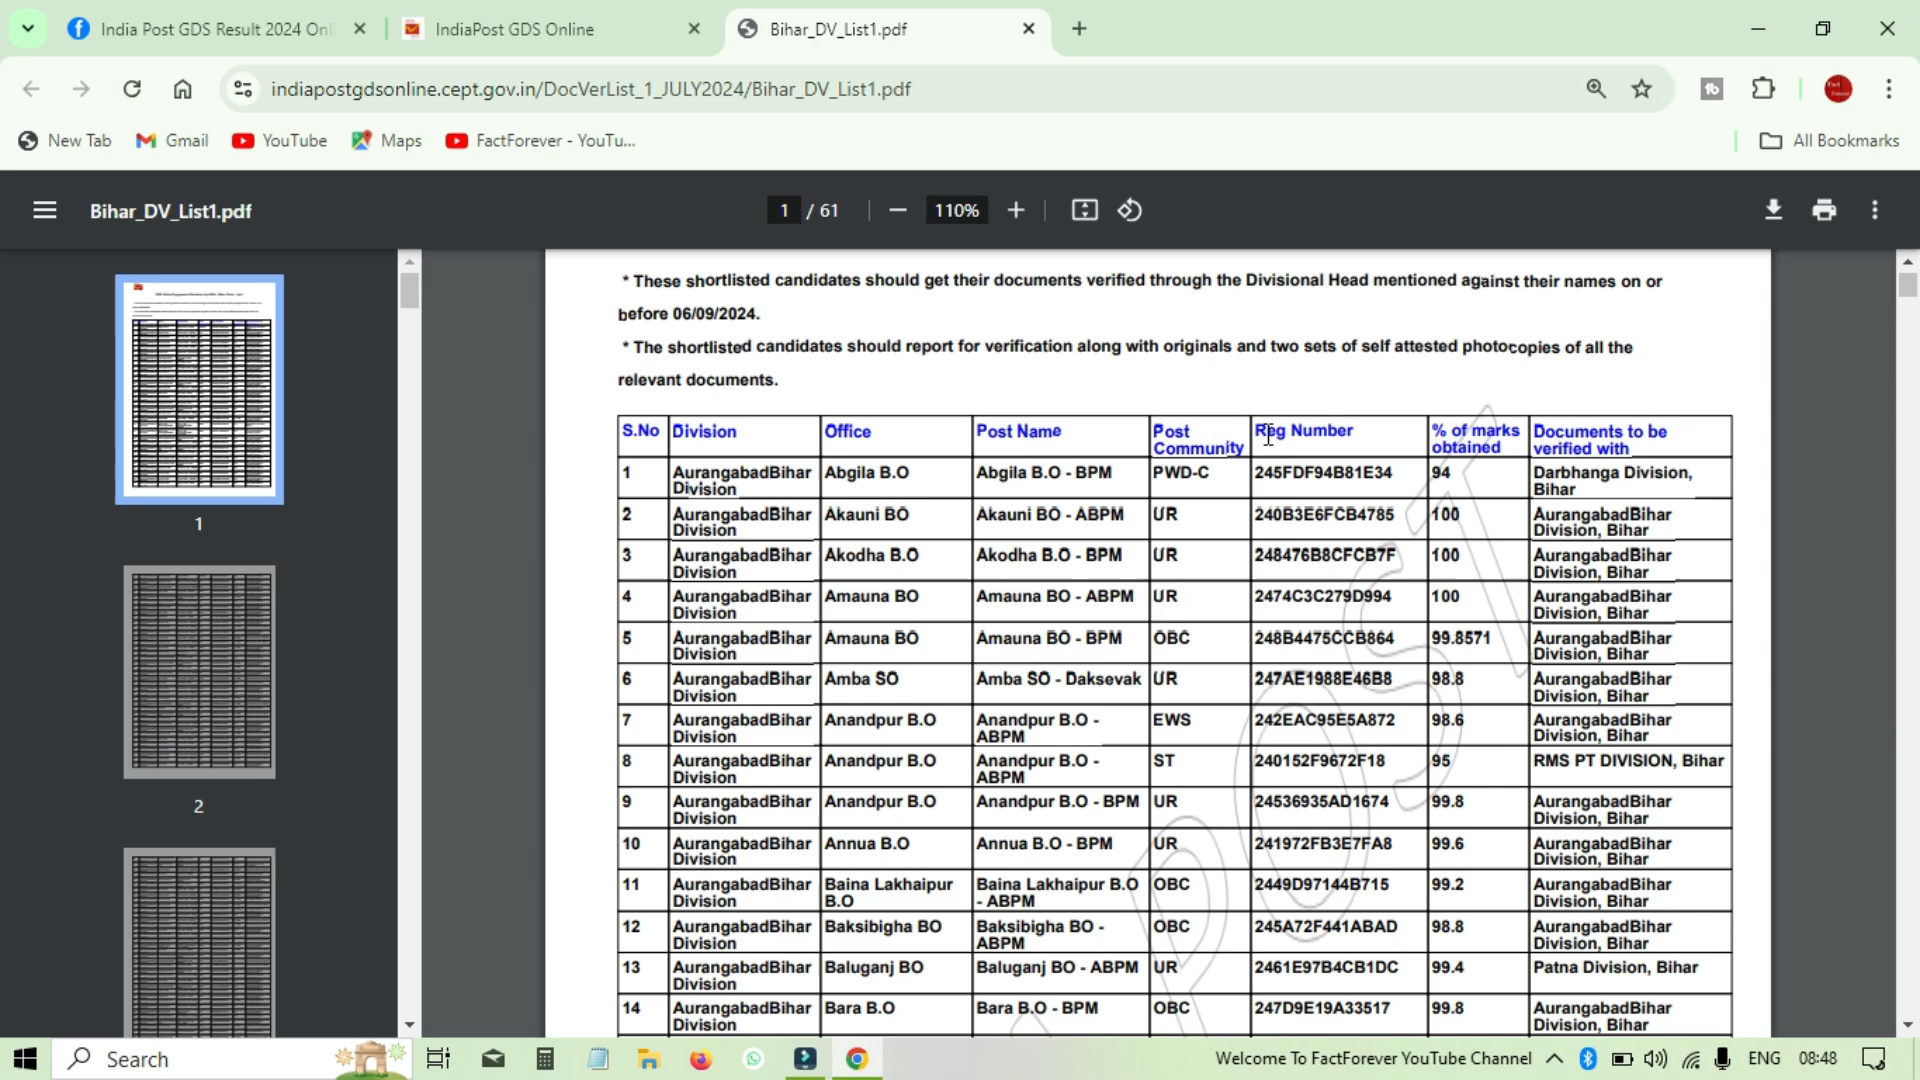 India Post GDS Result 2024 Onl
IndiaPost GDS Online
Bihar_DV_List1.pdf
indiapostgdsonline.cept.gov.in/DocVerList_1_JULY2024/Bihar_DV_List1.pdf
New Tab
Gmail
YouTube
Maps
FactForever - YouTu...
All Bookmarks
Bihar_DV_List1.pdf
1 / 61
110%
1
2
* These shortlisted candidates should get their documents verified through the Divisional Head mentioned against their names on or
before 06/09/2024.
* The shortlisted candidates should report for verification along with originals and two sets of self attested photocopies of all the
relevant documents.
S.No Division Office Post Name Post Community Reg Number % of marks obtained Documents to be verified with
1 AurangabadBihar Division Abgila B.O Abgila B.O - BPM PWD-C 245FDF94B81E34 94 Darbhanga Division, Bihar
2 AurangabadBihar Division Akauni BO Akauni BO - ABPM UR 240B3E6FCB4785 100 AurangabadBihar Division, Bihar
3 AurangabadBihar Division Akodha B.O Akodha B.O - BPM UR 248476B8CFCB7F 100 AurangabadBihar Division, Bihar
4 AurangabadBihar Division Amauna BO Amauna BO - ABPM UR 2474C3C279D994 100 AurangabadBihar Division, Bihar
5 AurangabadBihar Division Amauna BO Amauna BO - BPM OBC 248B4475CCB864 99.8571 AurangabadBihar Division, Bihar
6 AurangabadBihar Division Amba SO Amba SO - Daksevak UR 247AE1988E46B8 98.8 AurangabadBihar Division, Bihar
7 AurangabadBihar Division Anandpur B.O Anandpur B.O - ABPM EWS 242EAC95E5A872 98.6 AurangabadBihar Division, Bihar
8 AurangabadBihar Division Anandpur B.O Anandpur B.O - ABPM ST 240152F9672F18 95 RMS PT DIVISION, Bihar
9 AurangabadBihar Division Anandpur B.O Anandpur B.O - BPM UR 24536935AD1674 99.8 AurangabadBihar Division, Bihar
10 AurangabadBihar Division Annua B.O Annua B.O - BPM UR 241972FB3E7FA8 99.6 AurangabadBihar Division, Bihar
11 AurangabadBihar Division Baina Lakhaipur B.O Baina Lakhaipur B.O - ABPM OBC 2449D97144B715 99.2 AurangabadBihar Division, Bihar
12 AurangabadBihar Division Baksibigha BO Baksibigha BO - ABPM OBC 245A72F441ABAD 98.8 AurangabadBihar Division, Bihar
13 AurangabadBihar Division Baluganj BO Baluganj BO - ABPM UR 2461E97B4CB1DC 99.4 Patna Division, Bihar
14 AurangabadBihar Division Bara B.O Bara B.O - BPM OBC 247D9E19A33517 99.8 AurangabadBihar Division, Bihar
POST
Search
Welcome To FactForever YouTube Channel
ENG
08:48